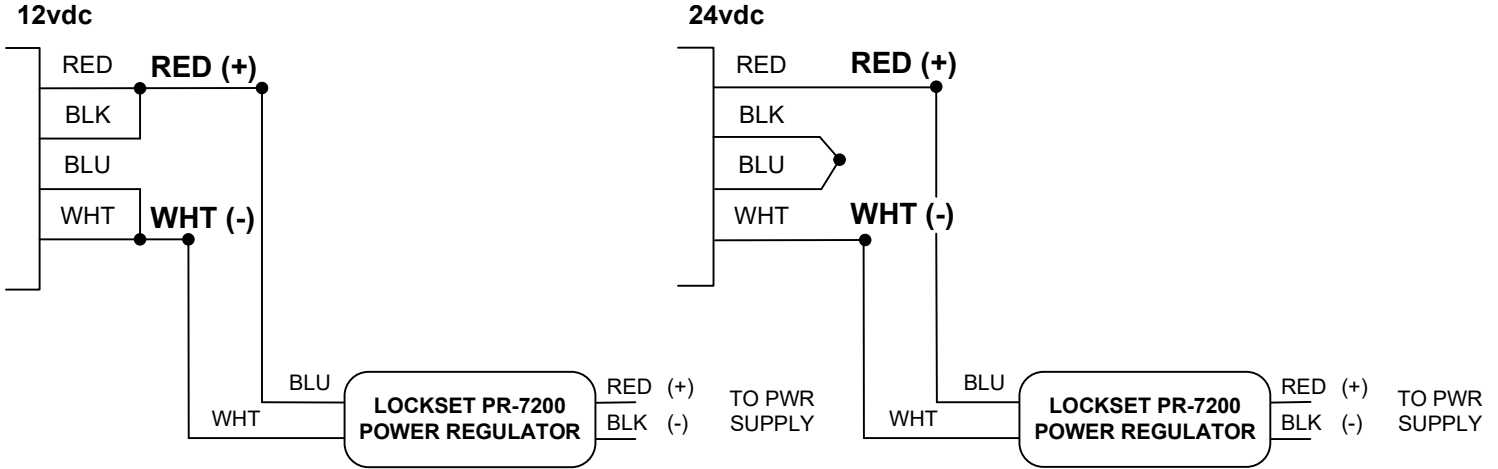 12vdc
RED RED (+)
BLK
BLU
WHT WHT (-)
BLU
WHT
LOCKSET PR-7200
POWER REGULATOR
RED (+)
BLK (-)
TO PWR
SUPPLY
24vdc
RED RED (+)
BLK
BLU
WHT WHT (-)
BLU
WHT
LOCKSET PR-7200
POWER REGULATOR
RED (+)
BLK (-)
TO PWR
SUPPLY